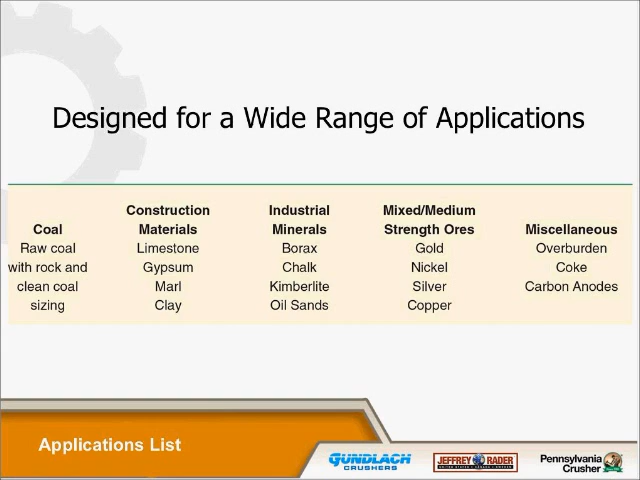 Designed for a Wide Range of Applications
Coal
Raw coal
with rock and
clean coal
sizing
Construction
Materials
Limestone
Gypsum
Marl
Clay
Industrial
Minerals
Borax
Chalk
Kimberlite
Oil Sands
Mixed/Medium
Strength Ores
Gold
Nickel
Silver
Copper
Miscellaneous
Overburden
Coke
Carbon Anodes
Applications List
GUNDLACH
CRUSHERS
JEFFREY RADER
Pennsylvania
Crusher